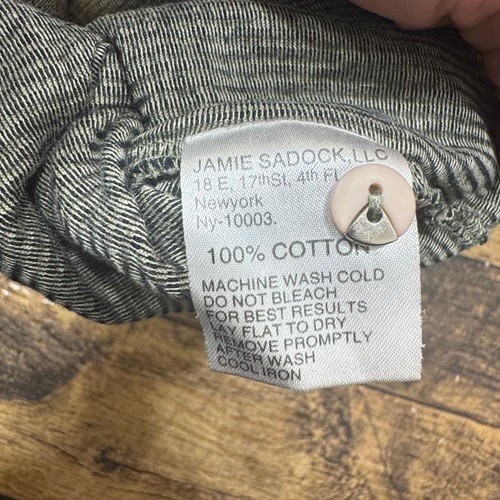 JAMIE SADOCK,LLC
18 E, 17thSt, 4th FL
Newyork
Ny-10003.
100% COTTON
MACHINE WASH COLD
DO NOT BLEACH
FOR BEST RESULTS
LAY FLAT TO DRY
REMOVE PROMPTLY
AFTER WASH
COOL IRON